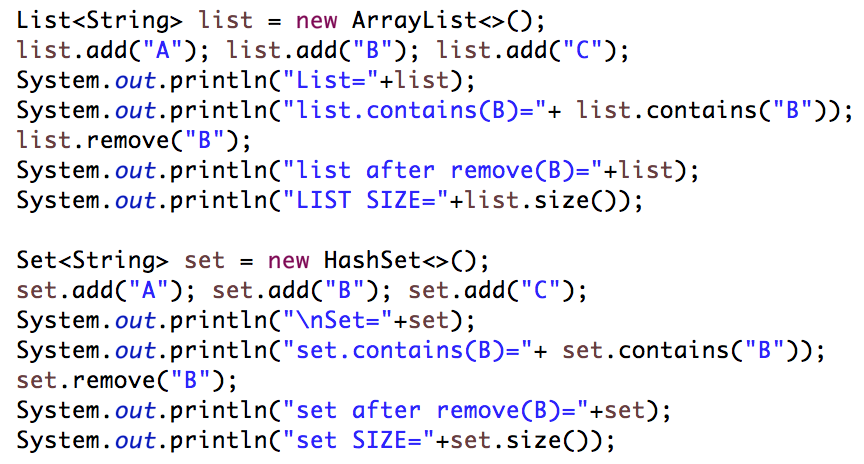 List<String> list = new ArrayList<>();
list.add("A"); list.add("B"); list.add("C");
System.out.println("List="+list);
System.out.println("list.contains(B)="+ list.contains("B"));
list.remove("B");
System.out.println("list after remove(B)="+list);
System.out.println("LIST SIZE="+list.size());

Set<String> set = new HashSet<>();
set.add("A"); set.add("B"); set.add("C");
System.out.println("\nSet="+set);
System.out.println("set.contains(B)="+ set.contains("B"));
set.remove("B");
System.out.println("set after remove(B)="+set);
System.out.println("set SIZE="+set.size());